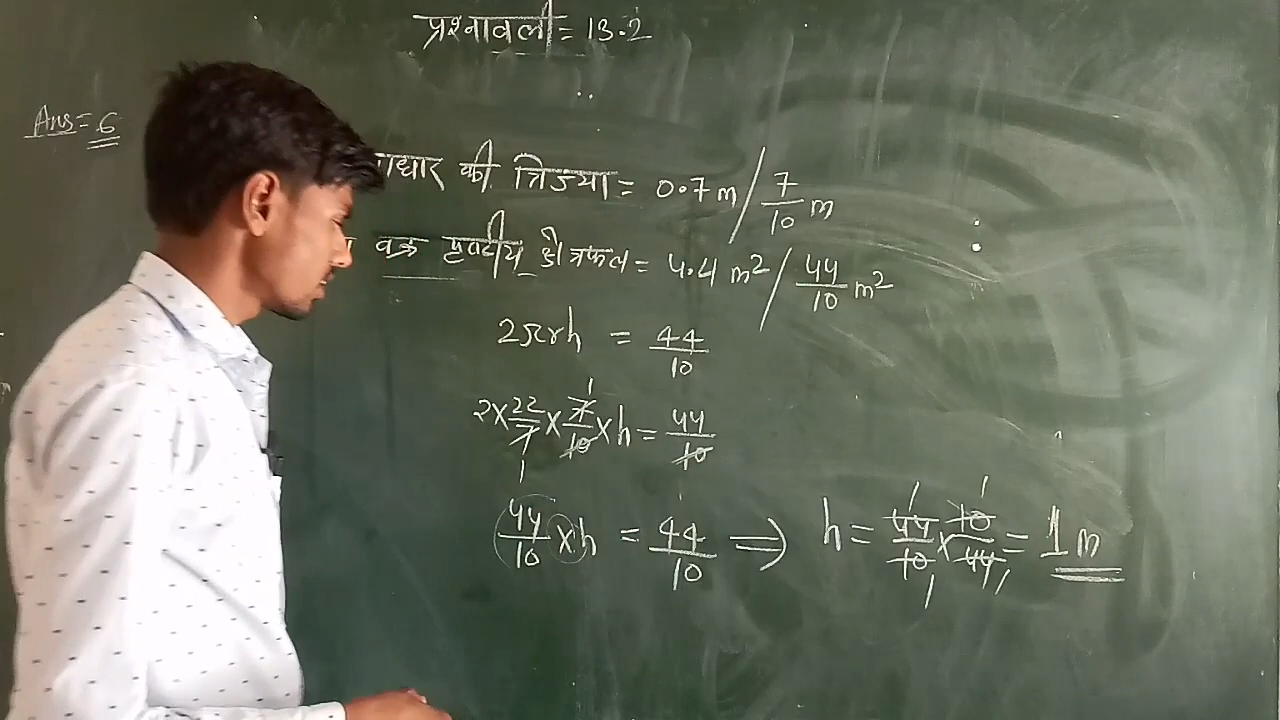 प्रश्नावली = 13.2
Ans = 6
की त्रिज्या = 0.7 m / 7/10 m
वक्र पृष्ठीय क्षेत्रफल = 4.4 m² / 44/10 m²
2πrh = 44/10
2 × 22/7 × 7/10 × h = 44/10
44/10 × h = 44/10 ⇒ h = 44/10 × 10/44 = 1 m